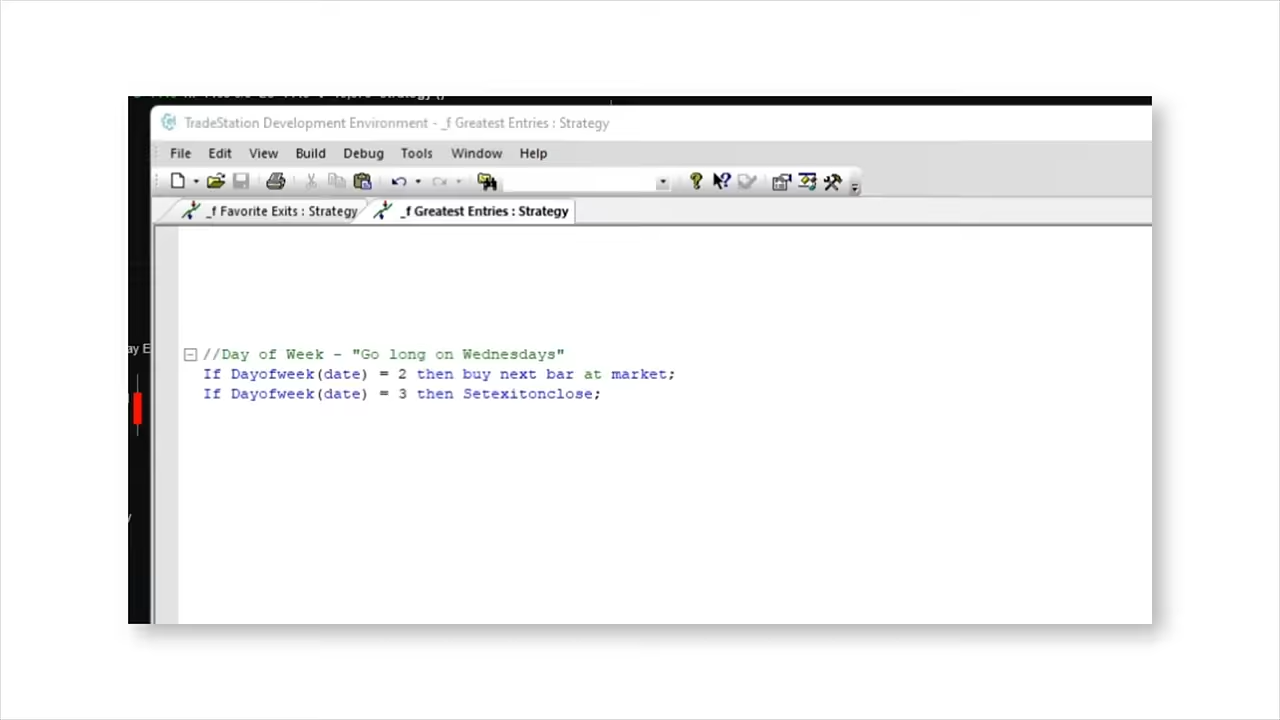 TradeStation Development Environment - _f Greatest Entries : Strategy
File Edit View Build Debug Tools Window Help
_f Favorite Exits : Strategy _f Greatest Entries : Strategy
ay E
//Day of Week - "Go long on Wednesdays"
If Dayofweek(date) = 2 then buy next bar at market;
If Dayofweek(date) = 3 then Setexitonclose;